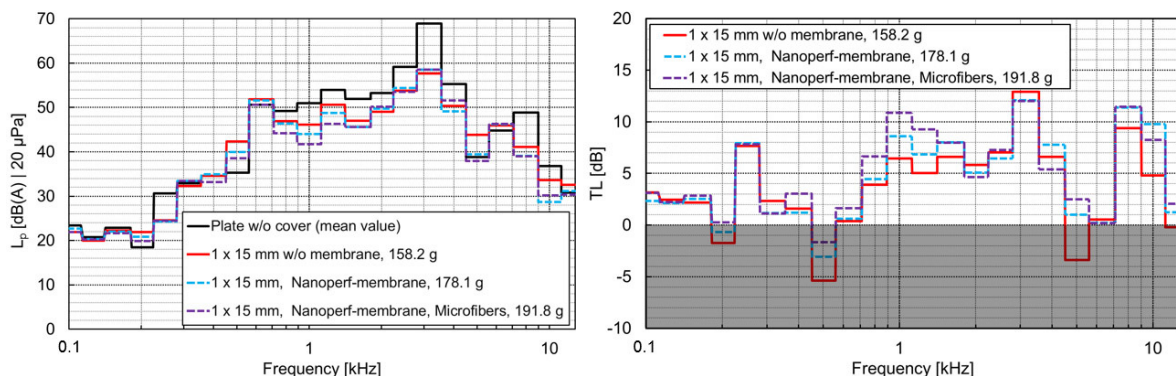 70
60
50
40
30
20
10
0
Lp [dB(A) | 20 µPa]
Plate w/o cover (mean value)
1 x 15 mm w/o membrane, 158.2 g
1 x 15 mm, Nanoperf-membrane, 178.1 g
1 x 15 mm, Nanoperf-membrane, Microfibers, 191.8 g
0.1 1 10
Frequency [kHz]
20
15
10
5
0
-5
-10
TL [dB]
1 x 15 mm w/o membrane, 158.2 g
1 x 15 mm, Nanoperf-membrane, 178.1 g
1 x 15 mm, Nanoperf-membrane, Microfibers, 191.8 g
0.1 1 10
Frequency [kHz]